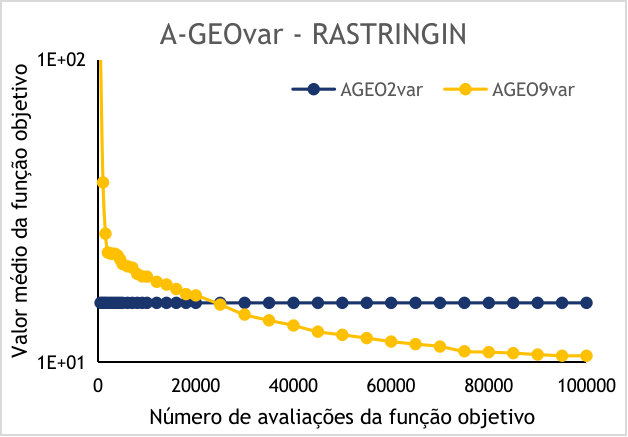 A-GEOvar - RASTRINGIN
1E+02
AGEO2var
AGEO9var
Valor médio da função objetivo
1E+01
0
20000
40000
60000
80000
100000
Número de avaliações da função objetivo